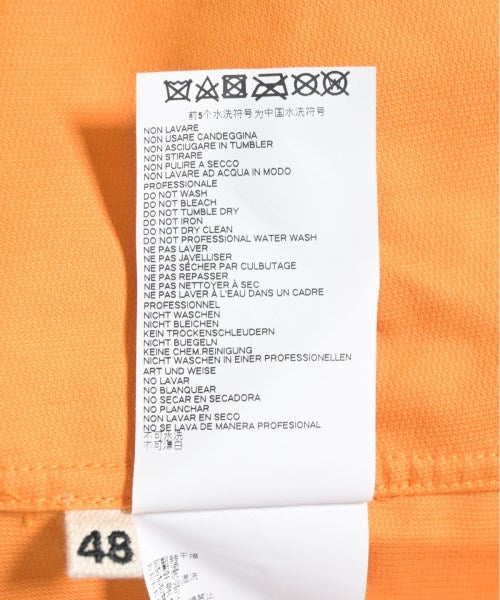 前5个水洗符号为中国水洗符号
NON LAVARE
NON USARE CANDEGGINA
NON ASCIUGARE IN TUMBLER
NON STIRARE
NON PULIRE A SECCO
NON LAVARE AD ACQUA IN MODO
PROFESSIONALE
DO NOT WASH
DO NOT BLEACH
DO NOT TUMBLE DRY
DO NOT IRON
DO NOT DRY CLEAN
DO NOT PROFESSIONAL WATER WASH
NE PAS LAVER
NE PAS JAVELLISER
NE PAS SÉCHER PAR CULBUTAGE
NE PAS REPASSER
NE PAS NETTOYER À SEC
NE PAS LAVER À L'EAU DANS UN CADRE
PROFESSIONNEL
NICHT WASCHEN
NICHT BLEICHEN
KEIN TROCKENSCHLEUDERN
NICHT BUEGELN
KEINE CHEM.REINIGUNG
NICHT WASCHEN IN EINER PROFESSIONELLEN
ART UND WEISE
NO LAVAR
NO BLANQUEAR
NO SECAR EN SECADORA
NO PLANCHAR
NON LAVAR EN SECO
NO SE LAVA DE MANERA PROFESIONAL
不可水洗
不可漂白
48